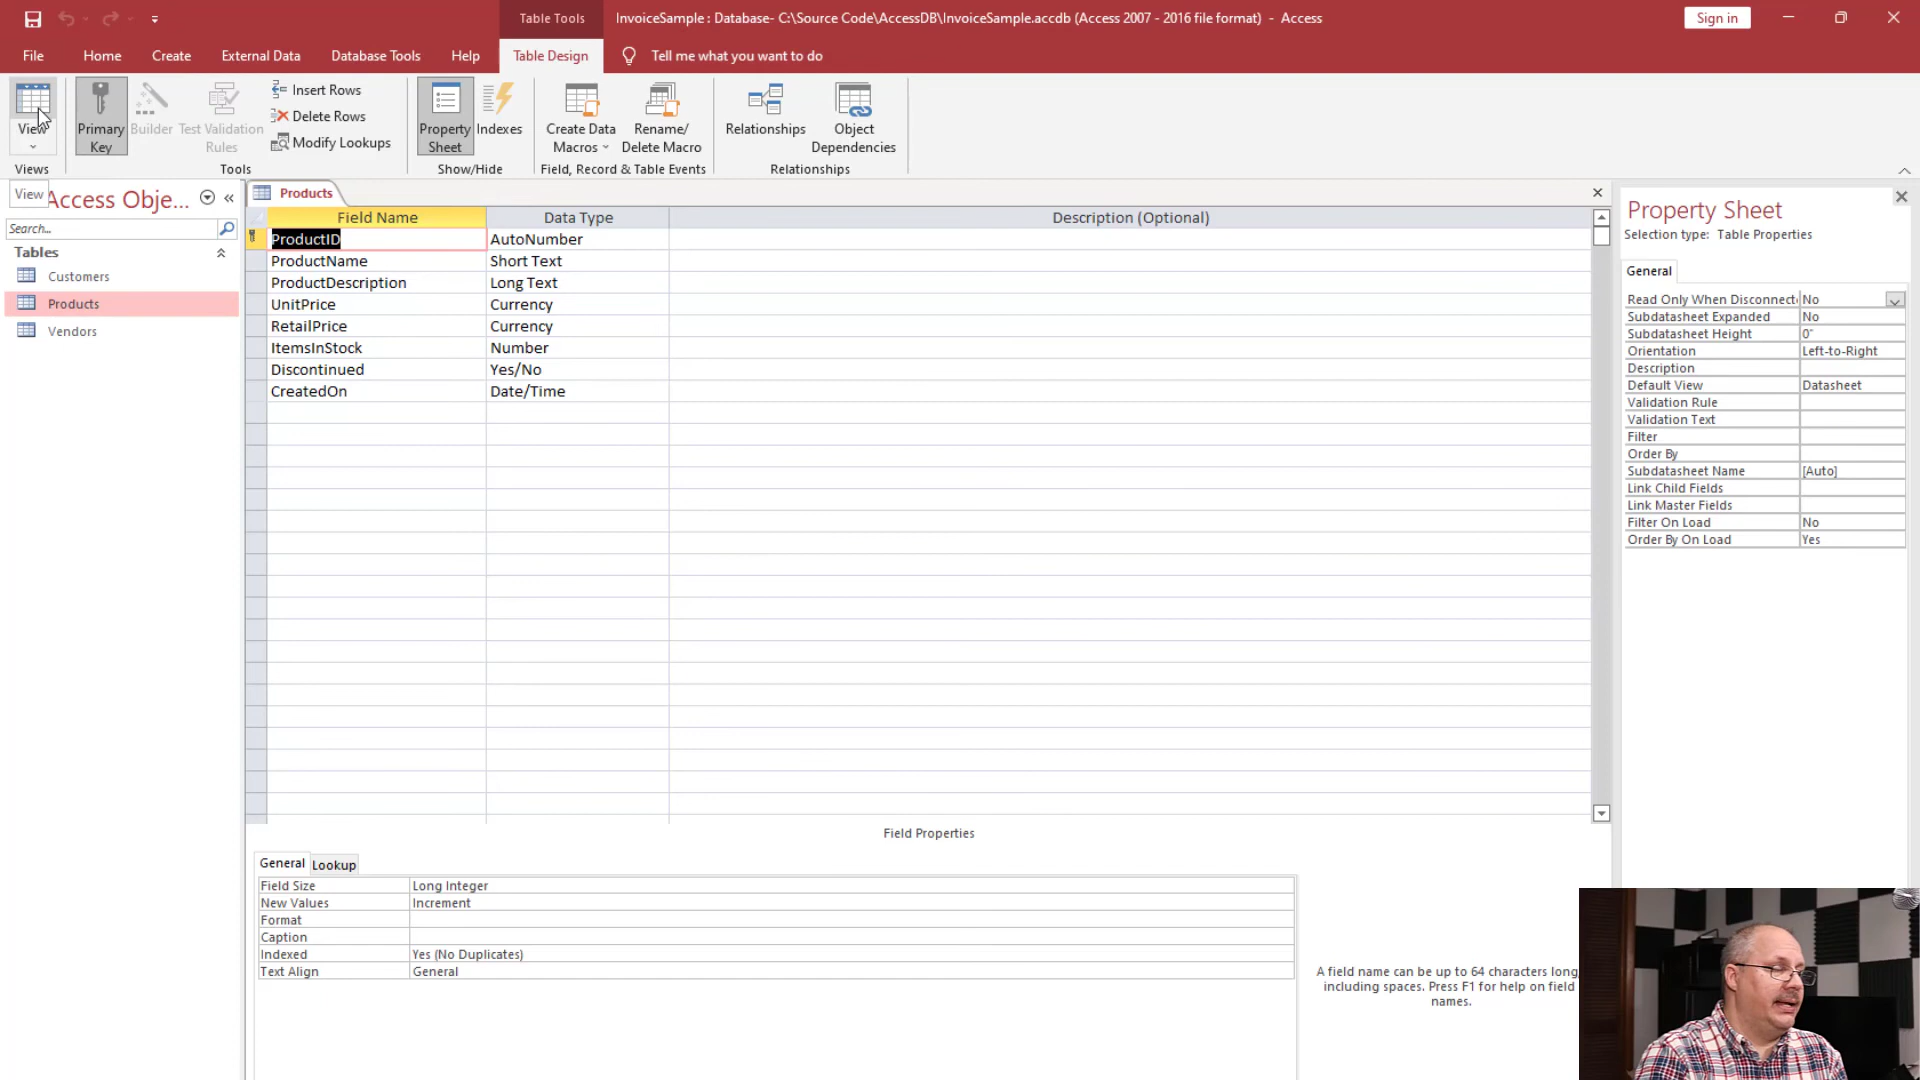 Table Tools
InvoiceSample : Database- C:\Source Code\AccessDB\InvoiceSample.accdb (Access 2007 - 2016 file format) - Access
Sign in
File Home Create External Data Database Tools Help Table Design Tell me what you want to do
View
Primary Key
Builder
Test Validation Rules
Insert Rows
Delete Rows
Modify Lookups
Property Sheet
Indexes
Create Data Macros
Rename/ Delete Macro
Relationships
Object Dependencies
Views Tools Show/Hide Field, Record & Table Events Relationships
View
Access Obje...
Search...
Tables
Customers
Products
Vendors
Products
Field Name Data Type Description (Optional)
ProductID AutoNumber
ProductName Short Text
ProductDescription Long Text
UnitPrice Currency
RetailPrice Currency
ItemsInStock Number
Discontinued Yes/No
CreatedOn Date/Time
Field Properties
General Lookup
Field Size Long Integer
New Values Increment
Format
Caption
Indexed Yes (No Duplicates)
Text Align General
A field name can be up to 64 characters long,
including spaces. Press F1 for help on field
names.
Property Sheet
Selection type: Table Properties
General
Read Only When Disconnect No
Subdatasheet Expanded No
Subdatasheet Height 0"
Orientation Left-to-Right
Description
Default View Datasheet
Validation Rule
Validation Text
Filter
Order By
Subdatasheet Name [Auto]
Link Child Fields
Link Master Fields
Filter On Load No
Order By On Load Yes